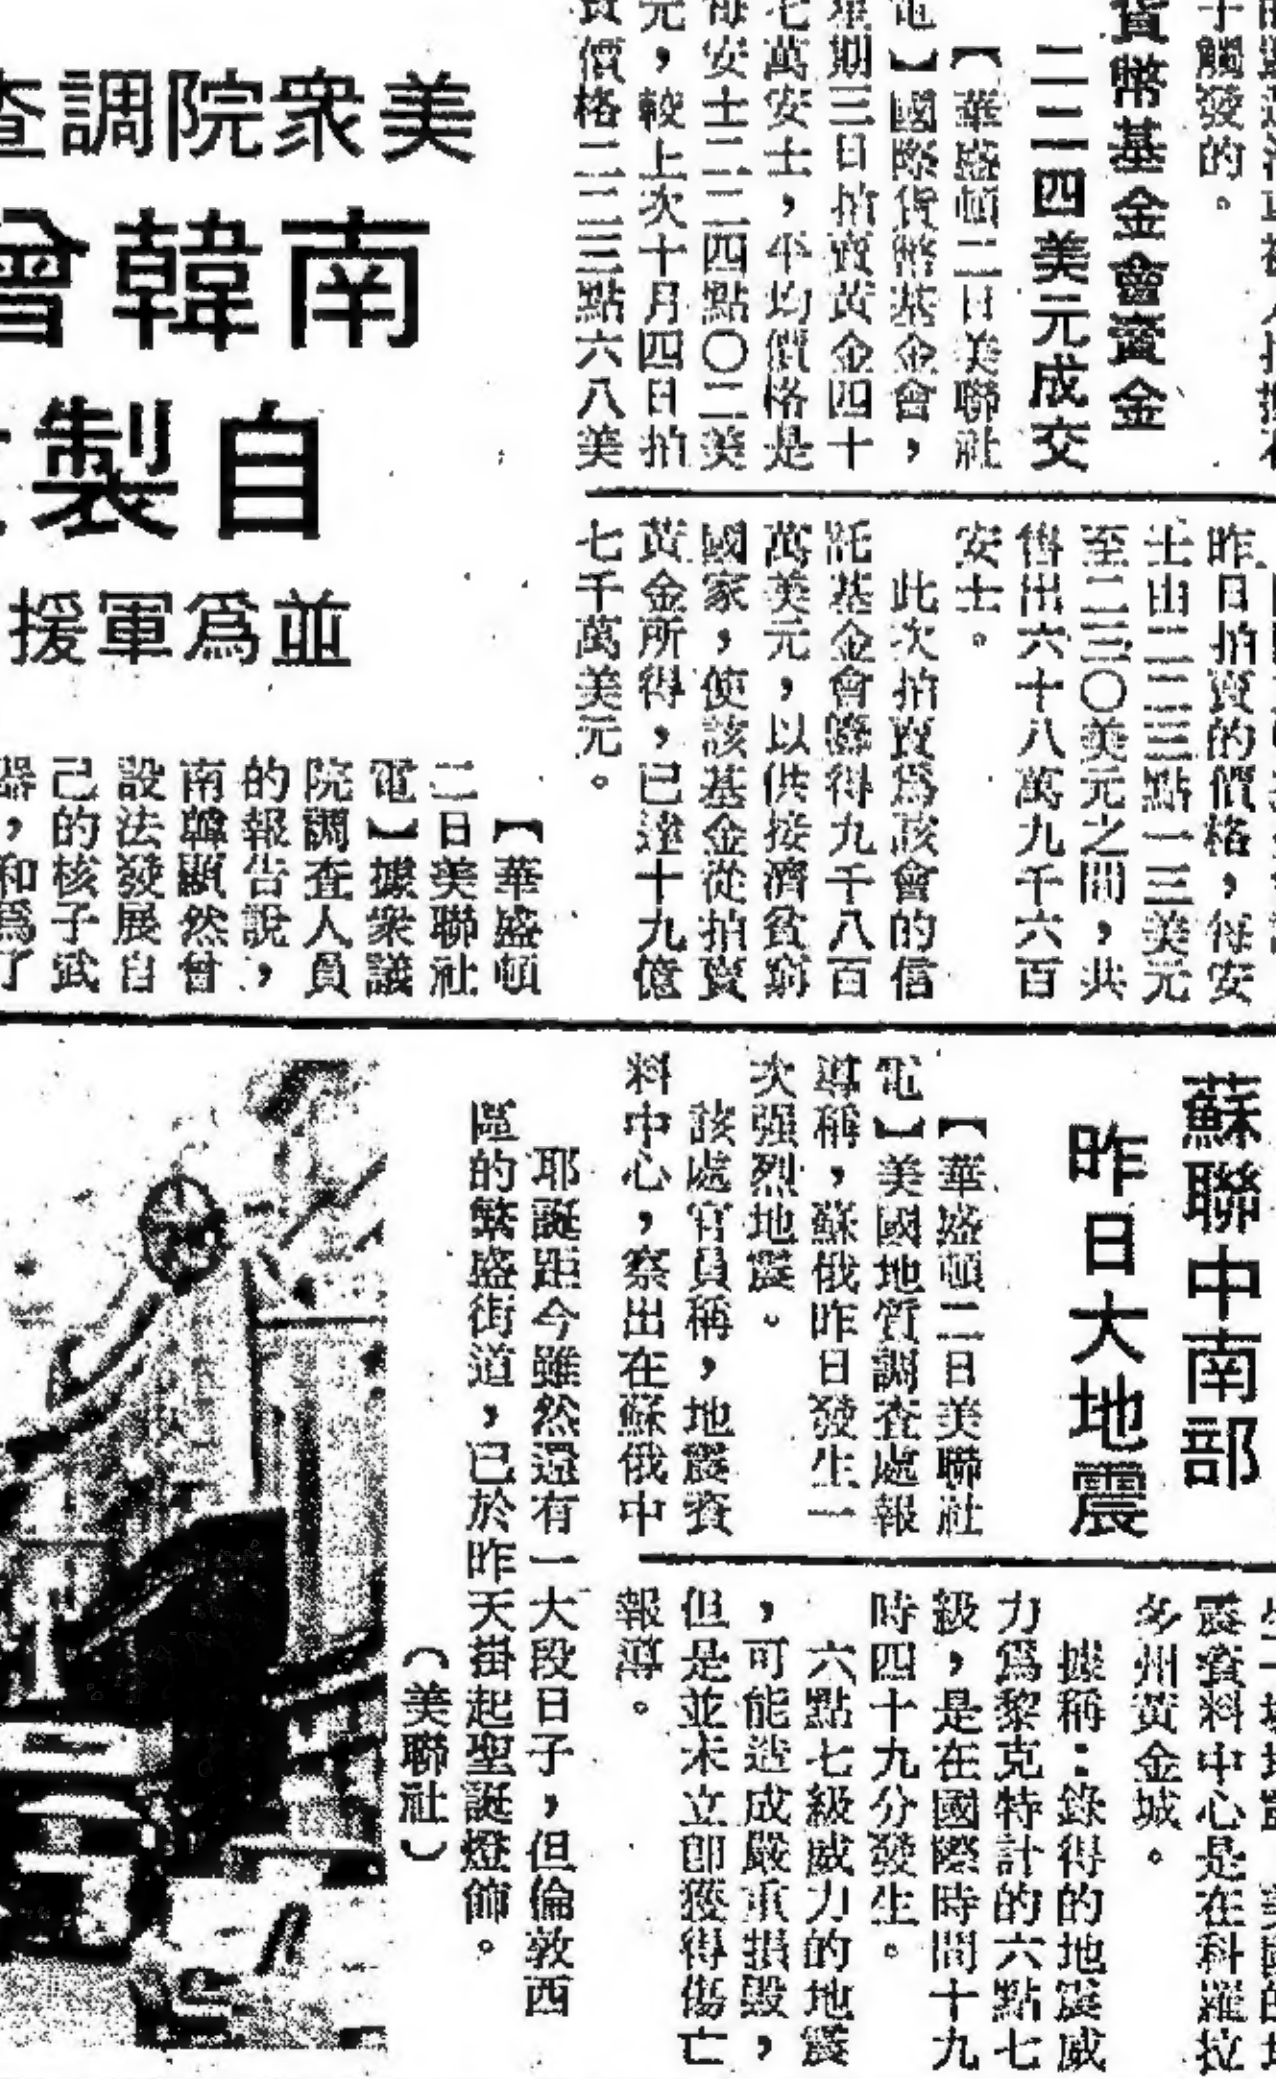 子觸發的。
貨幣基金會賣金
二二四美元成交
【華盛頓二日美聯社
電】國際貨幣基金會，
星期三日拍賣黃金四十
七萬安士，平均價格是
每安士二二四點〇二美
元，較上次十月四日拍
賣價格二二三點六八美
昨日拍賣的價格，每安
士由二二三點一三美元
至二三〇美元之間，共
售出六十八萬九千六百
安士。
此次拍賣爲該會的信
託基金會籌得九千八百
萬美元，以供接濟貧窮
國家，使該基金從拍賣
黃金所得，已達十九億
七千萬美元。
美衆院調查
南韓曾
自製
並爲軍援
【華盛頓
二日美聯社
電】據衆議
院調查人員
的報告說，
南韓顯然曾
設法發展自
己的核子武
器，和爲了
蘇聯中南部
昨日大地震
【華盛頓二日美聯社
電】美國地質調查處報
導稱，蘇俄昨日發生一
次强烈地震。
該處官員稱，地震資
料中心，察出在蘇俄中
震資料中心是在科羅拉
多州黃金城。
據稱：錄得的地震威
力爲黎克特計的六點七
級，是在國際時間十九
時四十九分發生。
六點七級威力的地震
，可能造成嚴重損毀，
但是並未立即獲得傷亡
報導。
耶誕距今雖然還有一大段日子，但倫敦西
區的繁盛街道，已於昨天掛起聖誕燈飾。
（美聯社）